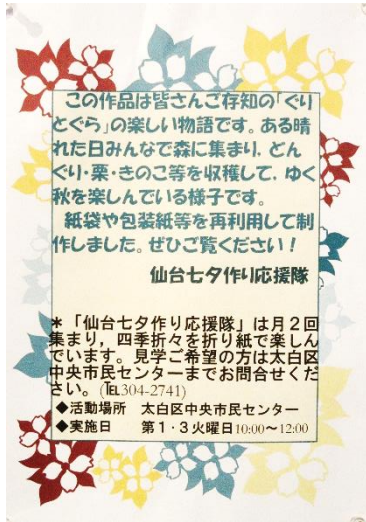 この作品は皆さんご存知の「ぐり
とぐら」の楽しい物語です。ある晴
れた日みんなで森に集まり、どん
ぐり・栗・きのこ等を収穫して、ゆく
秋を楽しんでいる様子です。
紙袋や包装紙等を再利用して制
作しました。ぜひご覧ください！
仙台七夕作り応援隊
＊「仙台七夕作り応援隊」は月２回
集まり，四季折々を折り紙で楽しん
でいます。見学ご希望の方は太白区
中央市民センターまでお問合せくだ
さい。(℡304-2741)
◆活動場所　太白区中央市民センター
◆実施日　第1・3火曜日10:00～12:00